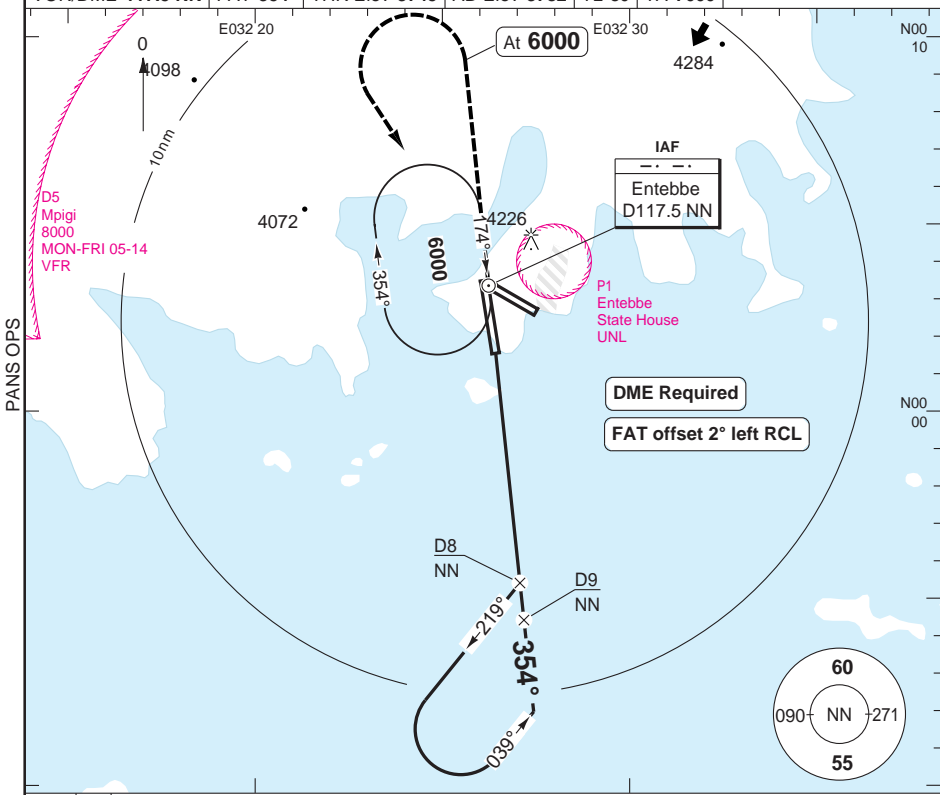 E032 20
At 6000
E032 30
N00
10
0
4098
4284
10nm
IAF
Entebbe
D117.5 NN
D5
Mpigi
8000
MON-FRI 05-14
VFR
4072
4226
174°
6000
354°
P1
Entebbe
State House
UNL
PANS OPS
DME Required
N00
00
FAT offset 2° left RCL
D8
NN
D9
NN
219°
354°
039°
60
090
NN
271
55